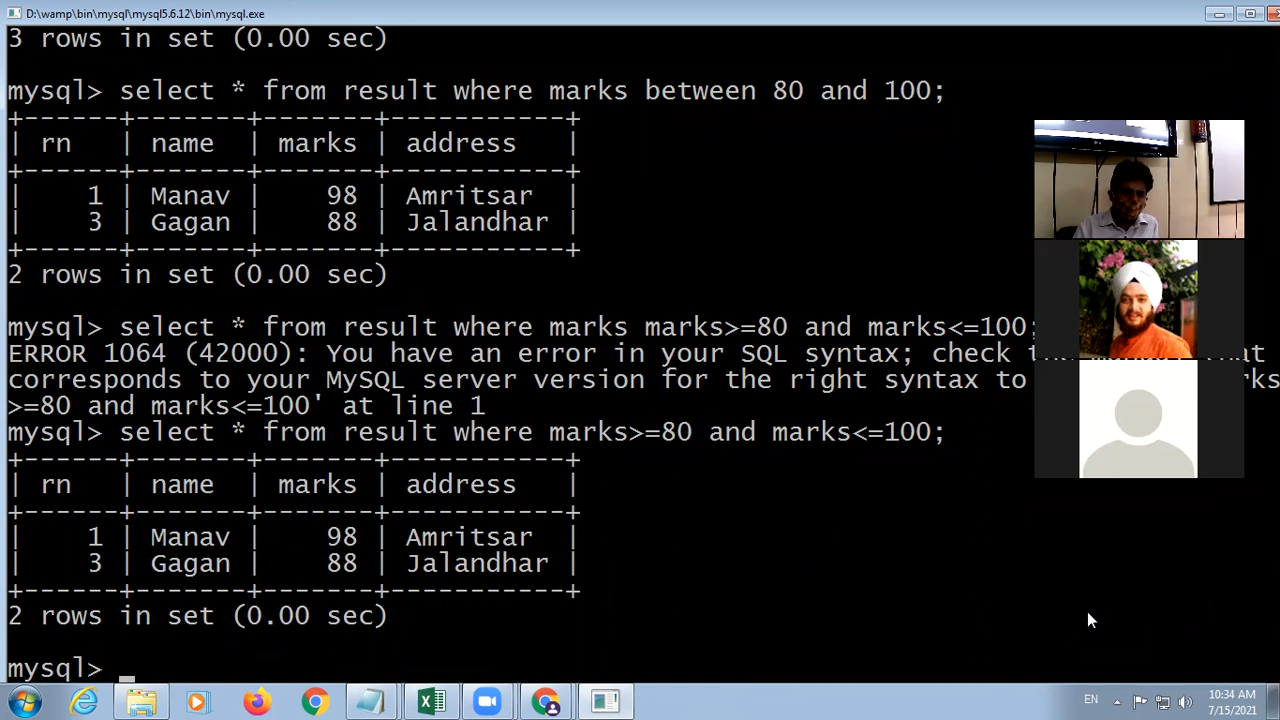 D:\wamp\bin\mysql\mysql5.6.12\bin\mysql.exe
3 rows in set (0.00 sec)
mysql> select * from result where marks between 80 and 100;
+------+-------+-------+-----------+
| rn   | name  | marks | address   |
+------+-------+-------+-----------+
|    1 | Manav |    98 | Amritsar  |
|    3 | Gagan |    88 | Jalandhar |
+------+-------+-------+-----------+
2 rows in set (0.00 sec)
mysql> select * from result where marks marks>=80 and marks<=100;
ERROR 1064 (42000): You have an error in your SQL syntax; check
corresponds to your MySQL server version for the right syntax to
>=80 and marks<=100' at line 1
mysql> select * from result where marks>=80 and marks<=100;
+------+-------+-------+-----------+
| rn   | name  | marks | address   |
+------+-------+-------+-----------+
|    1 | Manav |    98 | Amritsar  |
|    3 | Gagan |    88 | Jalandhar |
+------+-------+-------+-----------+
2 rows in set (0.00 sec)
mysql>
EN
10:34 AM
7/15/2021